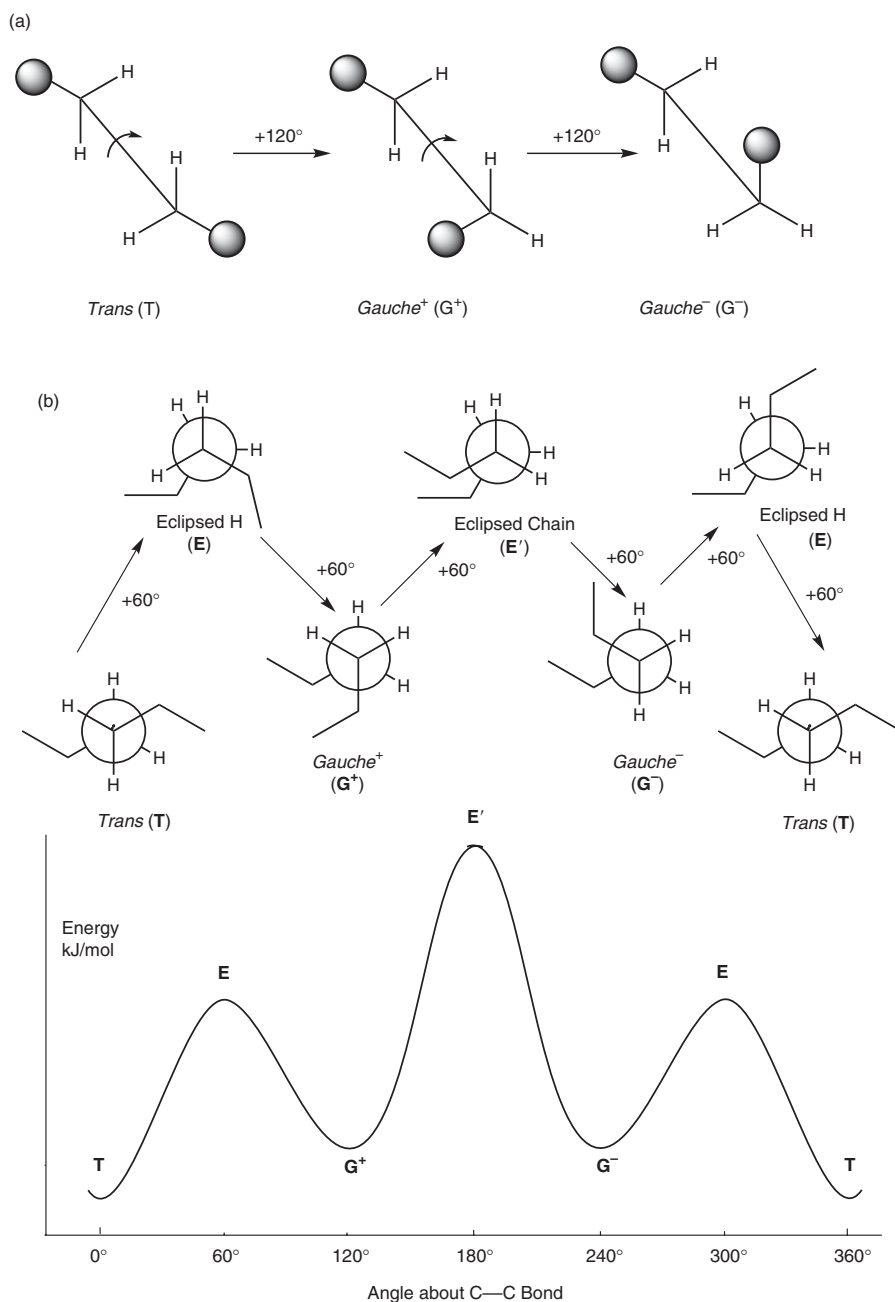 (a)
H
H
H
H
+120°
H
H
H
H
+120°
H
H
H
H
Trans (T)
Gauche⁺ (G⁺)
Gauche⁻ (G⁻)
(b)
H
H
H
H
Eclipsed H
(E)
H
H
H
Eclipsed Chain
(E′)
H
H
H
H
Eclipsed H
(E)
+60°
+60°
+60°
+60°
+60°
+60°
H
H
H
H
Gauche⁺
(G⁺)
H
H
H
H
Gauche⁻
(G⁻)
H
H
H
H
Trans (T)
H
H
H
H
Trans (T)
E′
Energy
kJ/mol
E
E
T
G⁺
G⁻
T
0°
60°
120°
180°
240°
300°
360°
Angle about C—C Bond